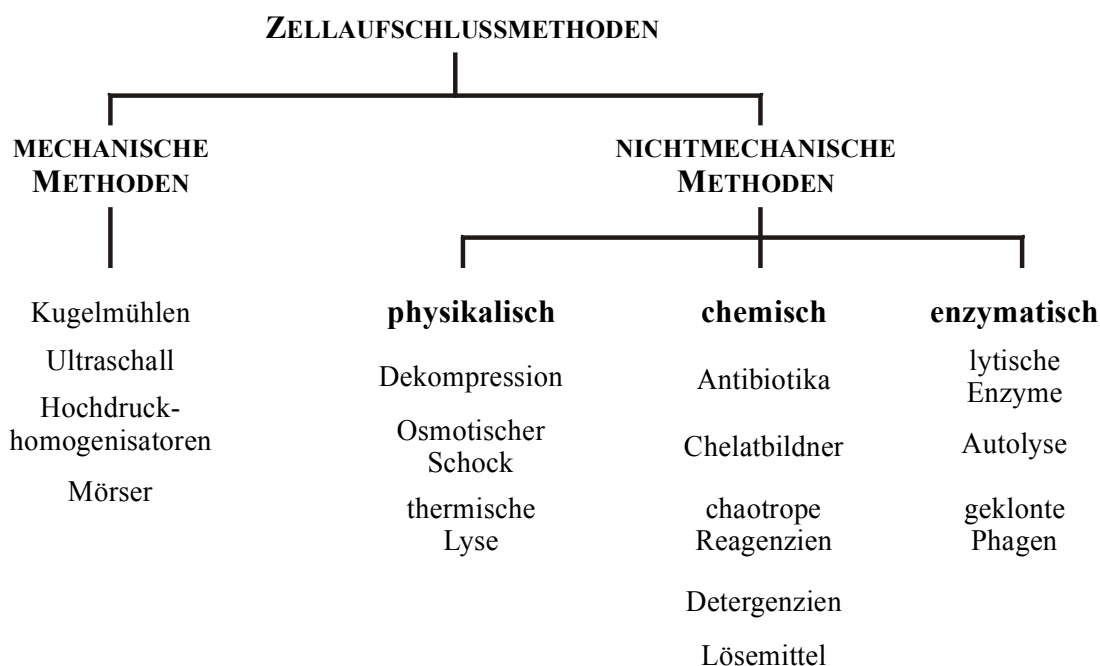 ZELLAUFSCHLUSSMETHODEN
MECHANISCHE
METHODEN
NICHTMECHANISCHE
METHODEN
Kugelmühlen
Ultraschall
Hochdruck-
homogenisatoren
Mörser
physikalisch
Dekompression
Osmotischer
Schock
thermische
Lyse
chemisch
Antibiotika
Chelatbildner
chaotrope
Reagenzien
Detergenzien
Lösemittel
enzymatisch
lytische
Enzyme
Autolyse
geklonte
Phagen